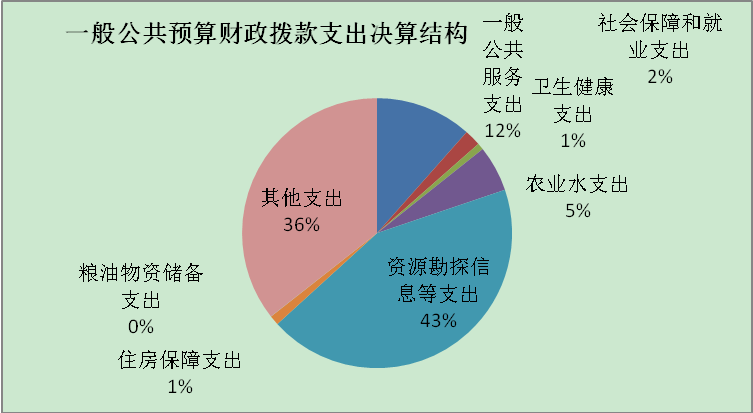 一般公共预算财政拨款支出决算结构
一般
公共
服务
支出
12%
社会保障和就
业支出
2%
卫生健康
支出
1%
农业水支出
5%
资源勘探信
息等支出
43%
住房保障支出
1%
粮油物资储备
支出
0%
其他支出
36%